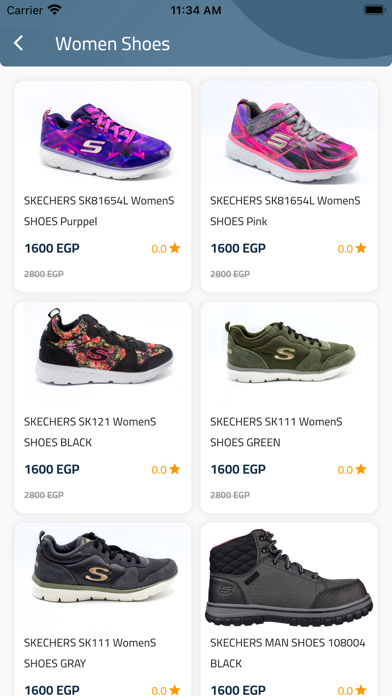 Carrier 11:34 AM
Women Shoes
SKECHERS SK81654L WomenS
SHOES Purppel
1600 EGP 0.0
2800 EGP
SKECHERS SK81654L WomenS
SHOES Pink
1600 EGP 0.0
2800 EGP
SKECHERS SK121 WomenS
SHOES BLACK
1600 EGP 0.0
2800 EGP
SKECHERS SK111 WomenS
SHOES GREEN
1600 EGP 0.0
2800 EGP
SKECHERS SK111 WomenS
SHOES GRAY
1600 EGP 0.0
SKECHERS MAN SHOES 108004
BLACK
1600 EGP 0.0